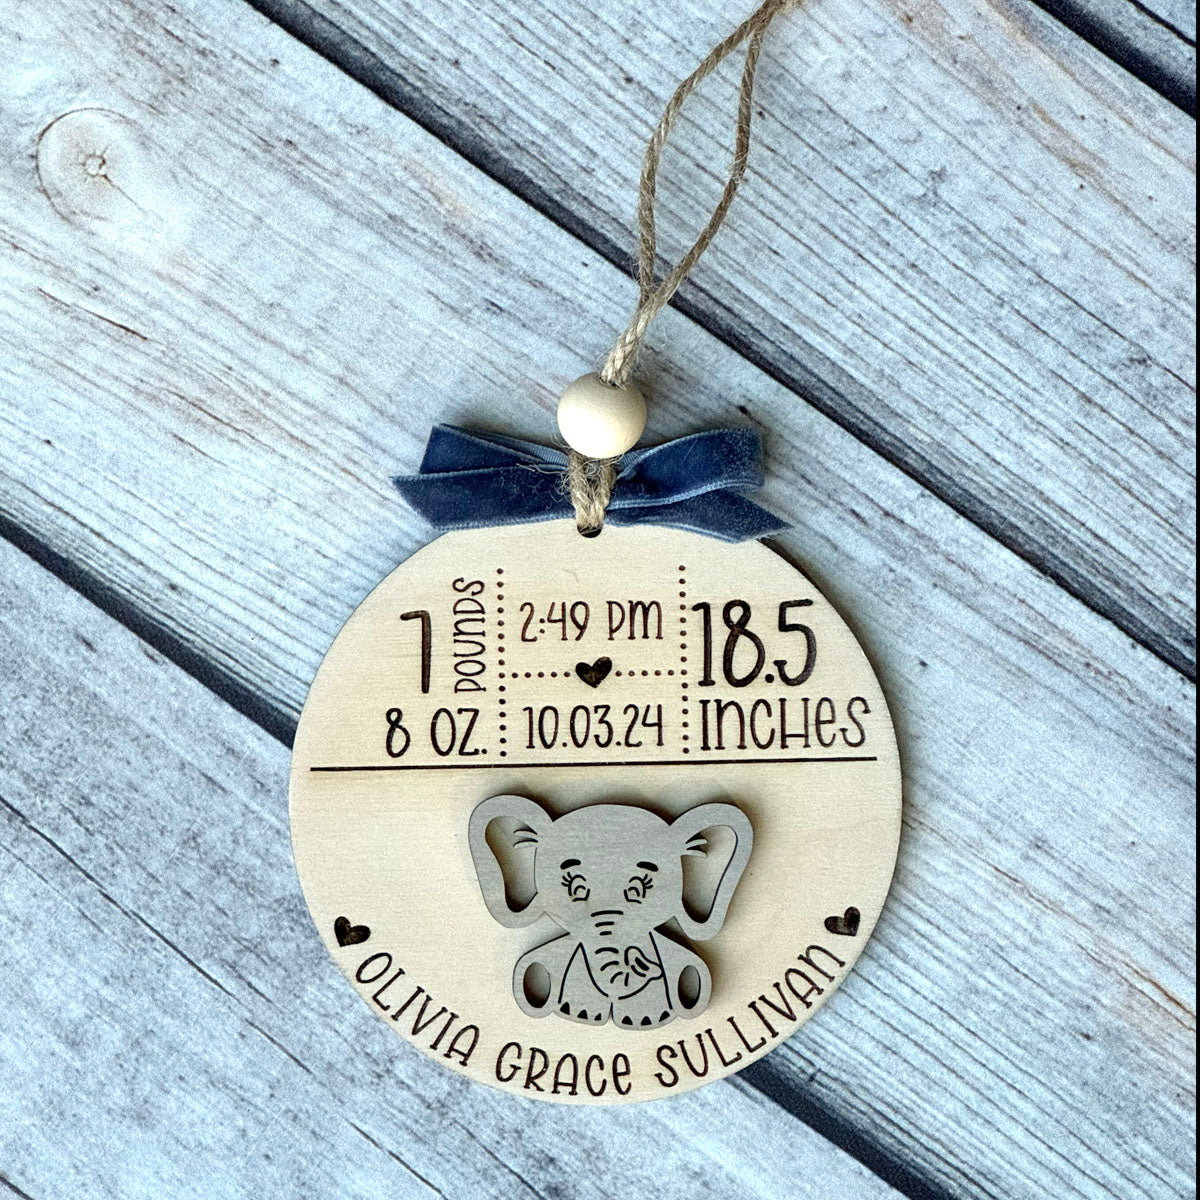 7 POUNDS
8 OZ.
2:49 PM
10.03.24
18.5
INCHES
OLIVIA GRACE SULLIVAN